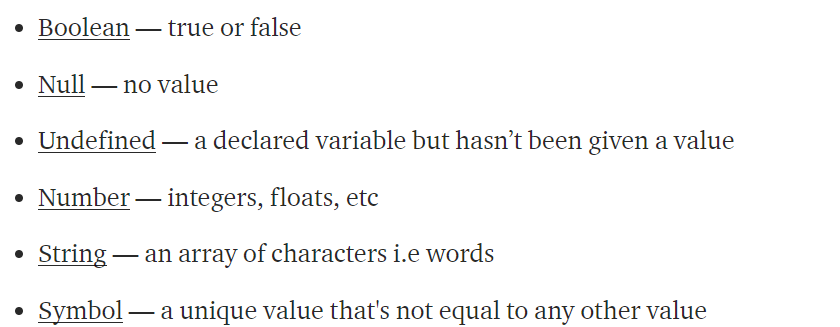 • Boolean — true or false
• Null — no value
• Undefined — a declared variable but hasn’t been given a value
• Number — integers, floats, etc
• String — an array of characters i.e words
• Symbol — a unique value that's not equal to any other value